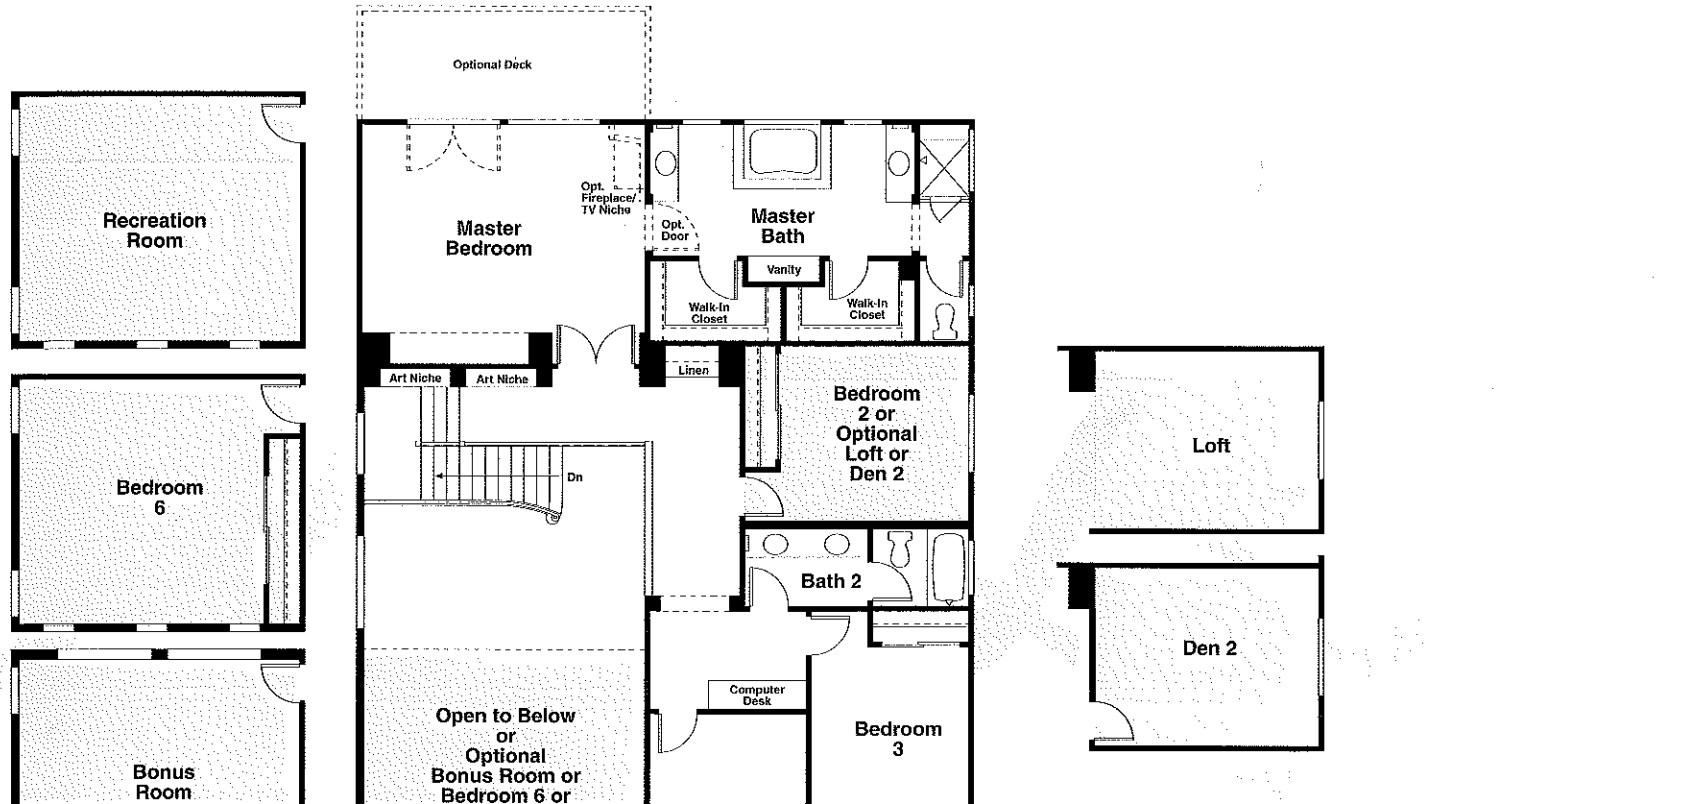 Optional Deck
Recreation
Room
Opt.
Fireplace/
TV Niche
Master
Bedroom
Opt.
Door
Master
Bath
Vanity
Walk-In
Closet
Walk-In
Closet
Art Niche
Art Niche
Linen
Bedroom
2 or
Optional
Loft or
Den 2
Loft
Bedroom
6
Dn
Bath 2
Den 2
Computer
Desk
Bedroom
3
Open to Below
or
Optional
Bonus Room or
Bedroom 6 or
Bonus
Room